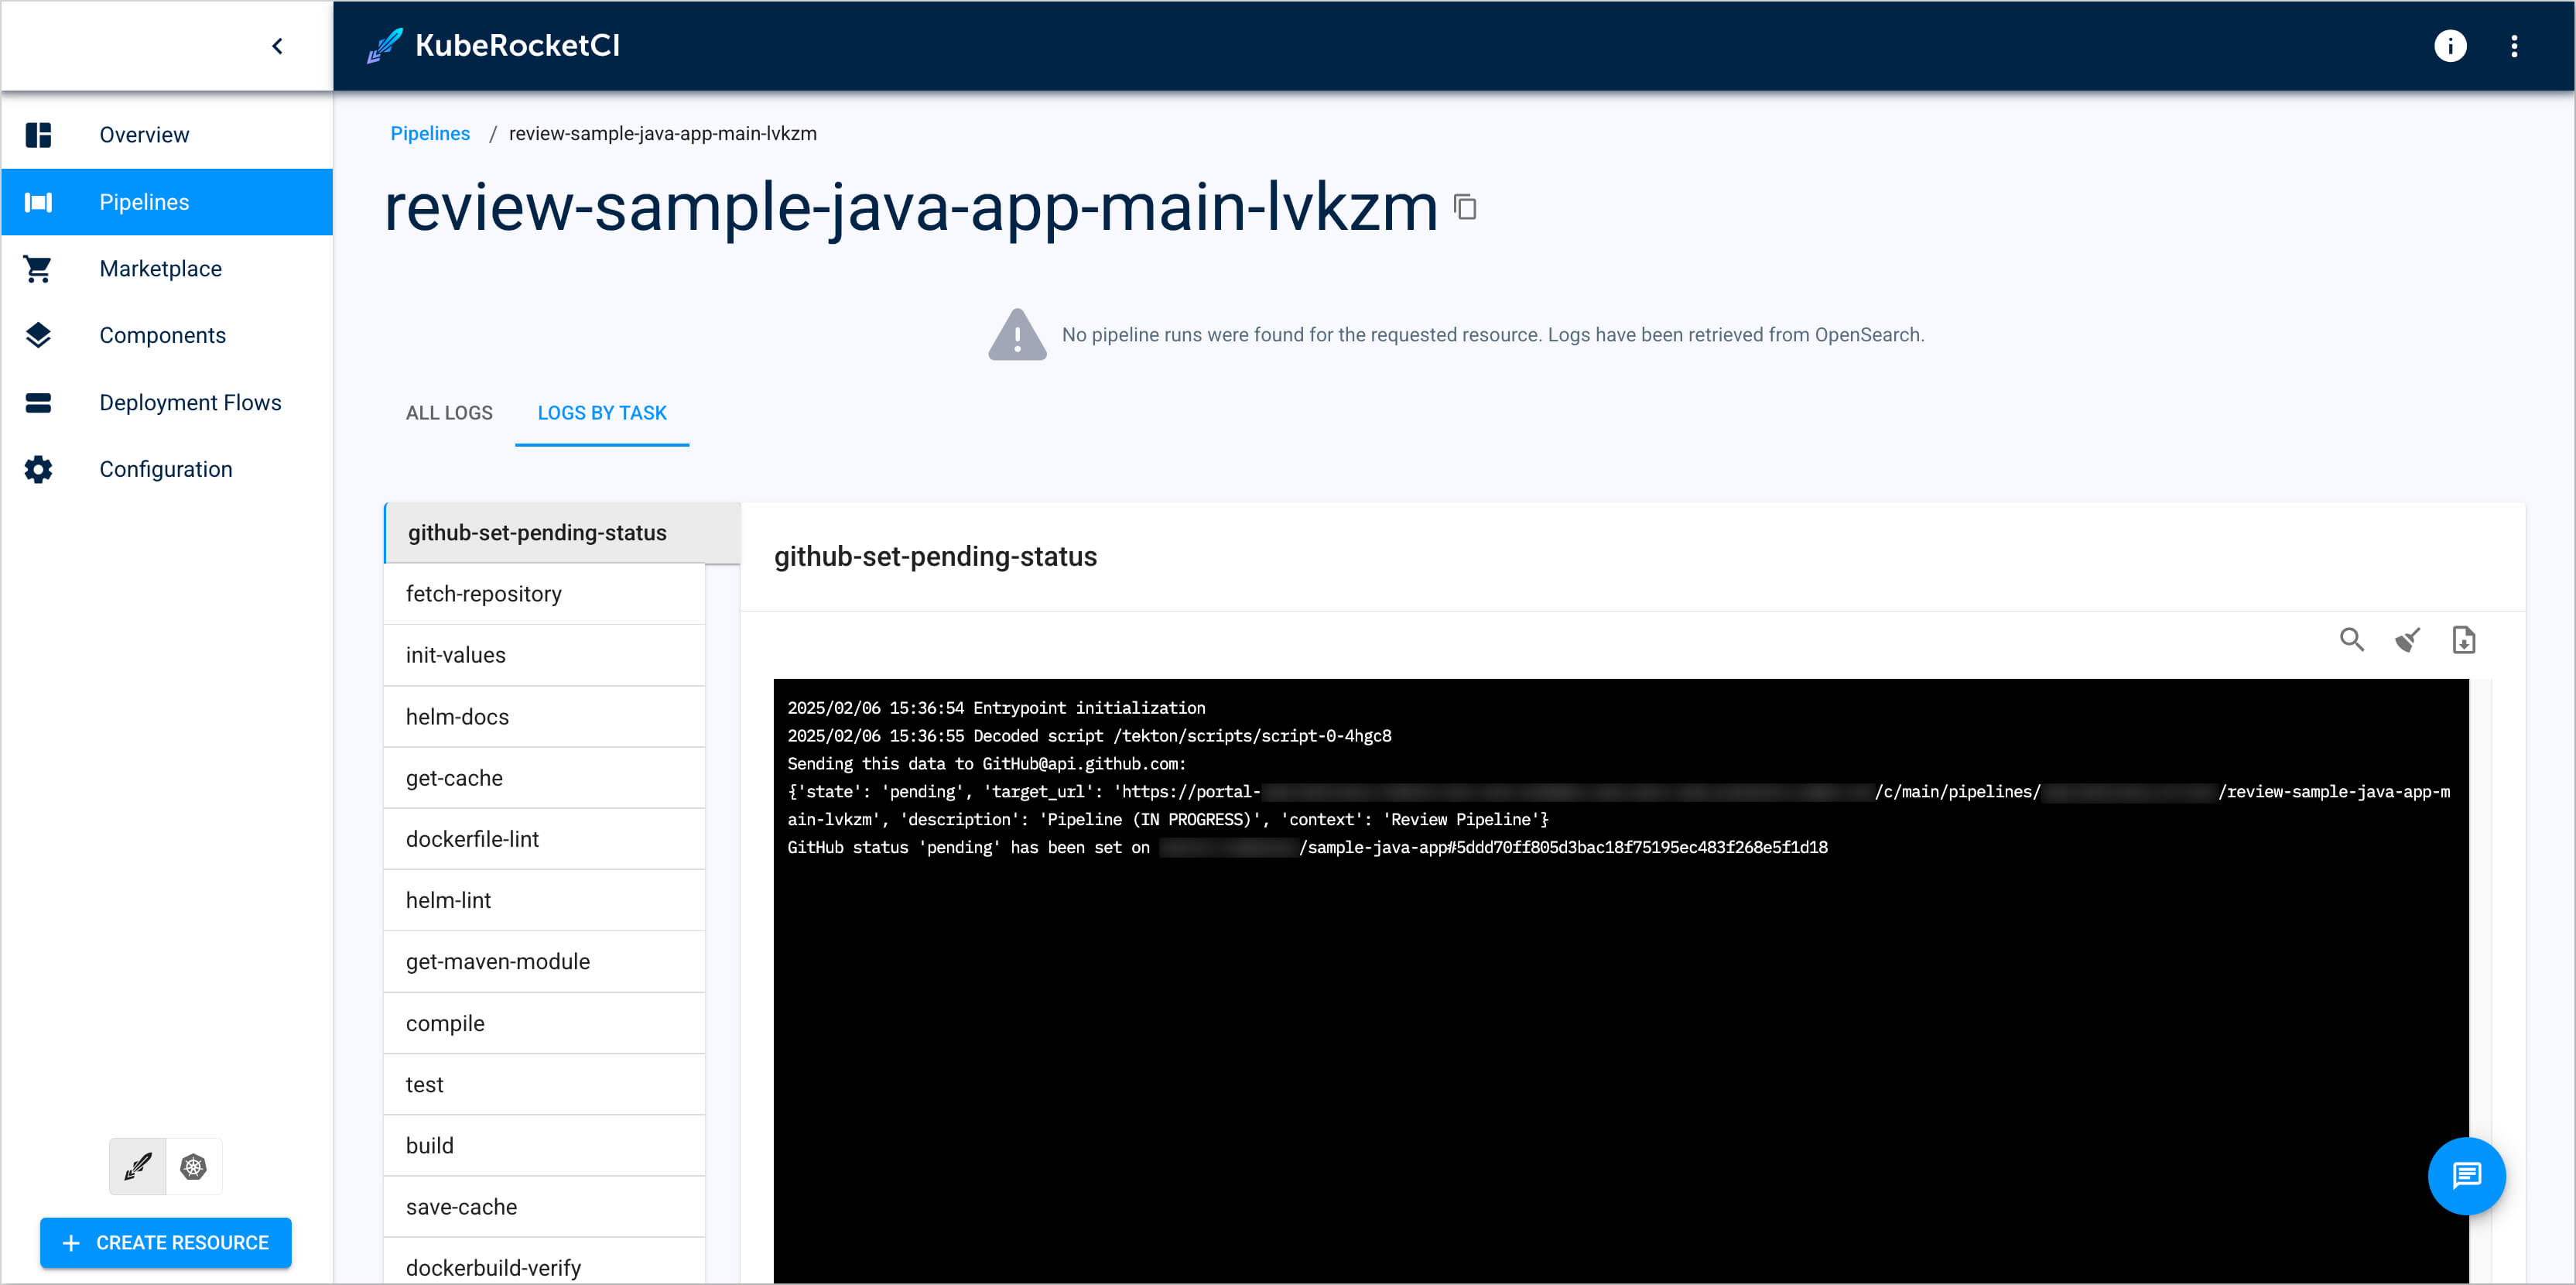 KubeRocketCI
Overview
Pipelines
Marketplace
Components
Deployment Flows
Configuration
CREATE RESOURCE
Pipelines / review-sample-java-app-main-lvkzm
review-sample-java-app-main-lvkzm
No pipeline runs were found for the requested resource. Logs have been retrieved from OpenSearch.
ALL LOGS
LOGS BY TASK
github-set-pending-status
fetch-repository
init-values
helm-docs
get-cache
dockerfile-lint
helm-lint
get-maven-module
compile
test
build
save-cache
dockerbuild-verify
github-set-pending-status
2025/02/06 15:36:54 Entrypoint initialization
2025/02/06 15:36:55 Decoded script /tekton/scripts/script-0-4hgc8
Sending this data to GitHub@api.github.com:
{'state': 'pending', 'target_url': 'https://portal- /c/main/pipelines/ /review-sample-java-app-m
ain-lvkzm', 'description': 'Pipeline (IN PROGRESS)', 'context': 'Review Pipeline'}
GitHub status 'pending' has been set on /sample-java-app#5ddd70ff805d3bac18f75195ec483f268e5f1d18